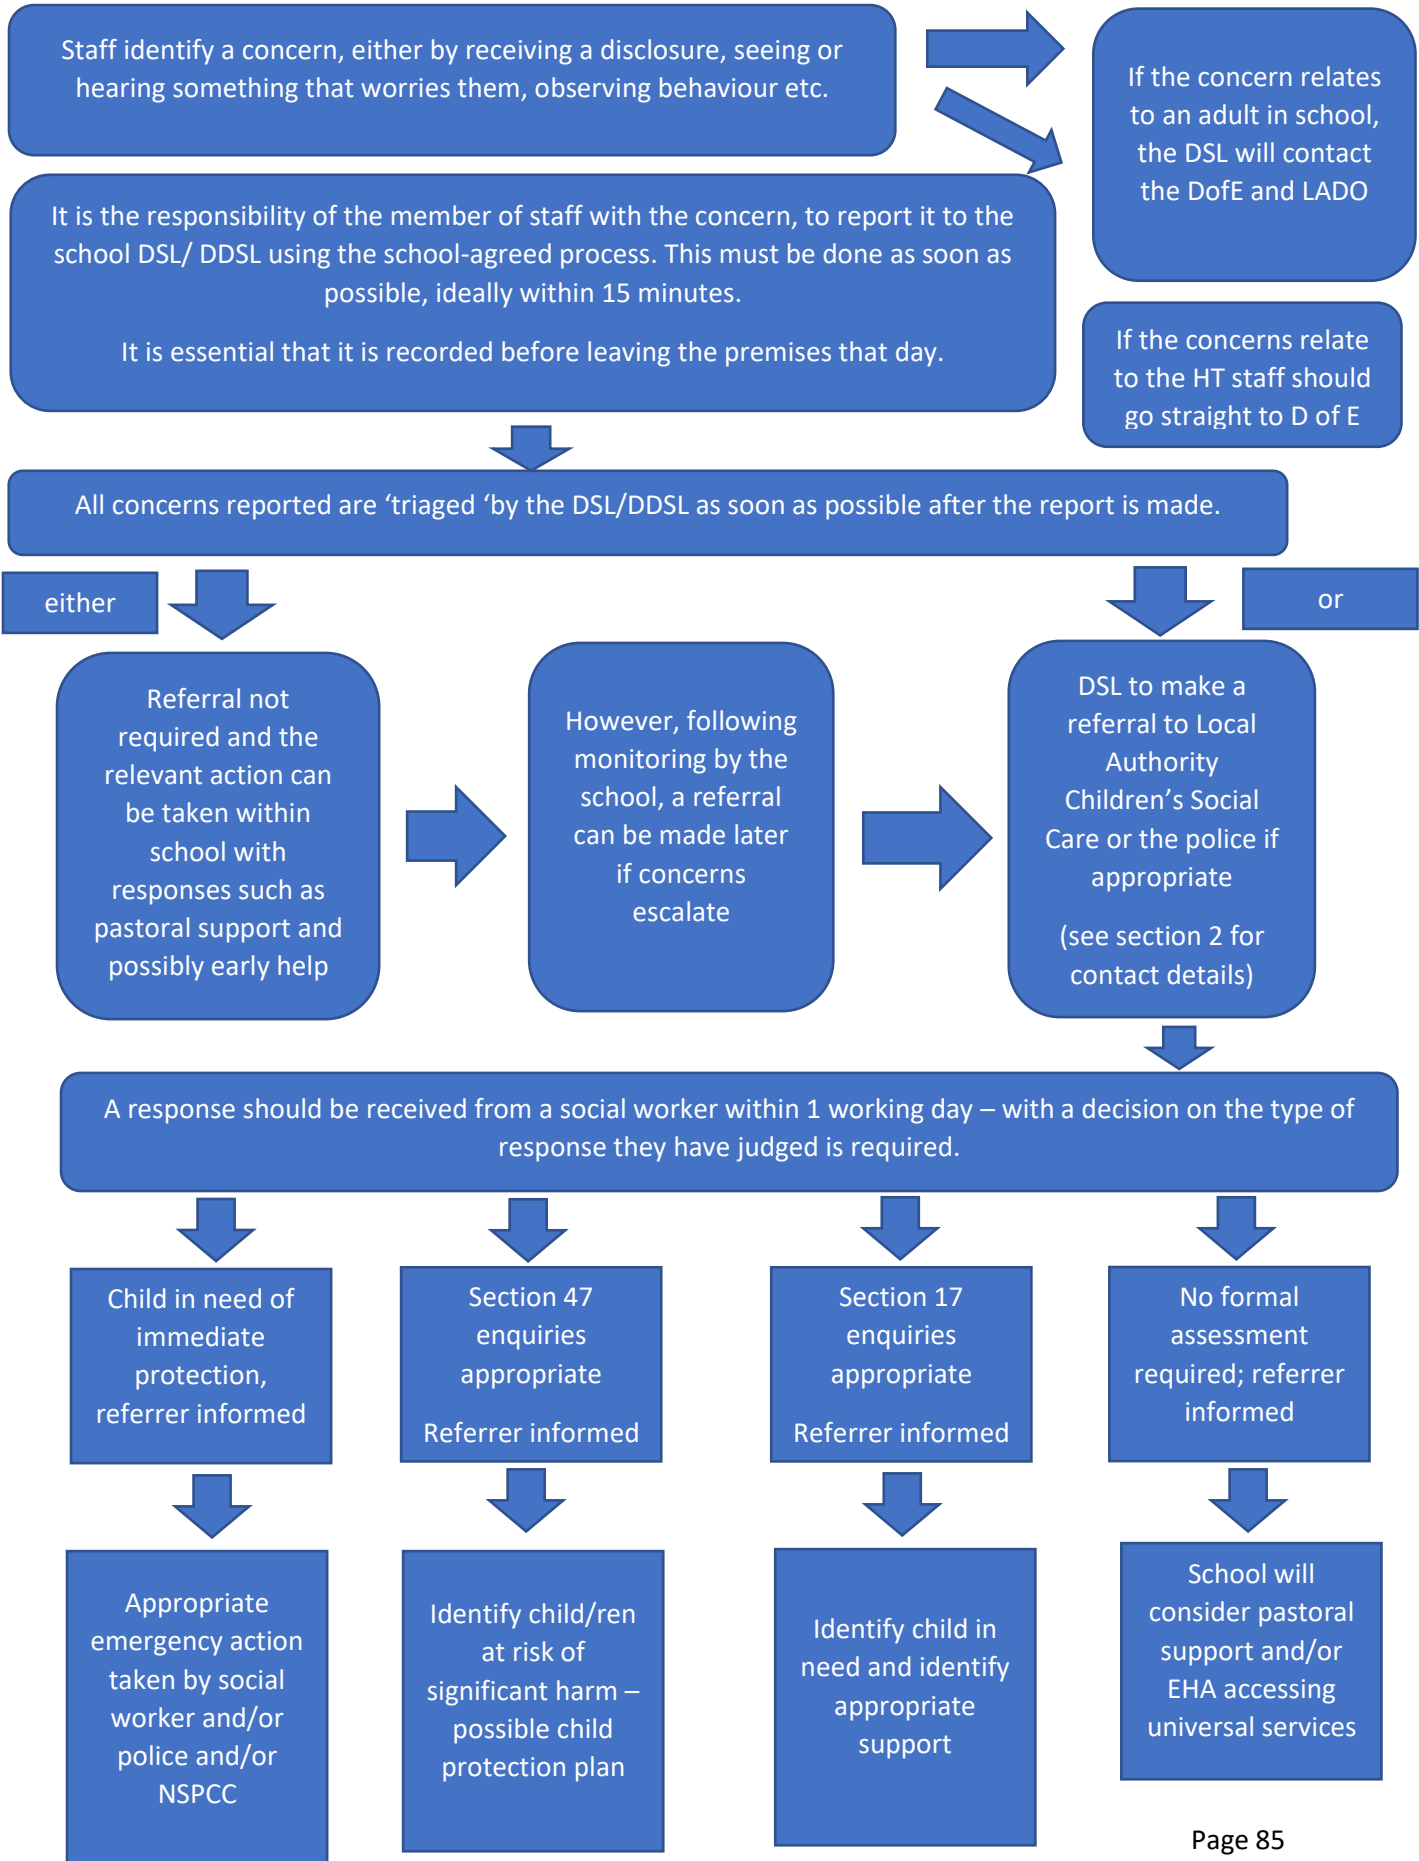 Staff identify a concern, either by receiving a disclosure, seeing or
hearing something that worries them, observing behaviour etc.
If the concern relates
to an adult in school,
the DSL will contact
the DofE and LADO
It is the responsibility of the member of staff with the concern, to report it to the
school DSL/ DDSL using the school-agreed process. This must be done as soon as
possible, ideally within 15 minutes.
It is essential that it is recorded before leaving the premises that day.
If the concerns relate
to the HT staff should
go straight to D of E
All concerns reported are ‘triaged ‘by the DSL/DDSL as soon as possible after the report is made.
either
or
Referral not
required and the
relevant action can
be taken within
school with
responses such as
pastoral support and
possibly early help
However, following
monitoring by the
school, a referral
can be made later
if concerns
escalate
DSL to make a
referral to Local
Authority
Children’s Social
Care or the police if
appropriate
(see section 2 for
contact details)
A response should be received from a social worker within 1 working day – with a decision on the type of
response they have judged is required.
Child in need of
immediate
protection,
referrer informed
Section 47
enquiries
appropriate
Referrer informed
Section 17
enquiries
appropriate
Referrer informed
No formal
assessment
required; referrer
informed
Appropriate
emergency action
taken by social
worker and/or
police and/or
NSPCC
Identify child/ren
at risk of
significant harm –
possible child
protection plan
Identify child in
need and identify
appropriate
support
School will
consider pastoral
support and/or
EHA accessing
universal services
Page 85